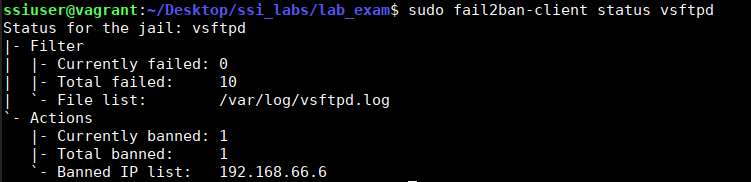 ssiuser@vagrant:~/Desktop/ssi_labs/lab_exam$ sudo fail2ban-client status vsftpd
Status for the jail: vsftpd
|- Filter
|  |- Currently failed: 0
|  |- Total failed:     10
|  `- File list:        /var/log/vsftpd.log
`- Actions
   |- Currently banned: 1
   |- Total banned:     1
   `- Banned IP list:   192.168.66.6